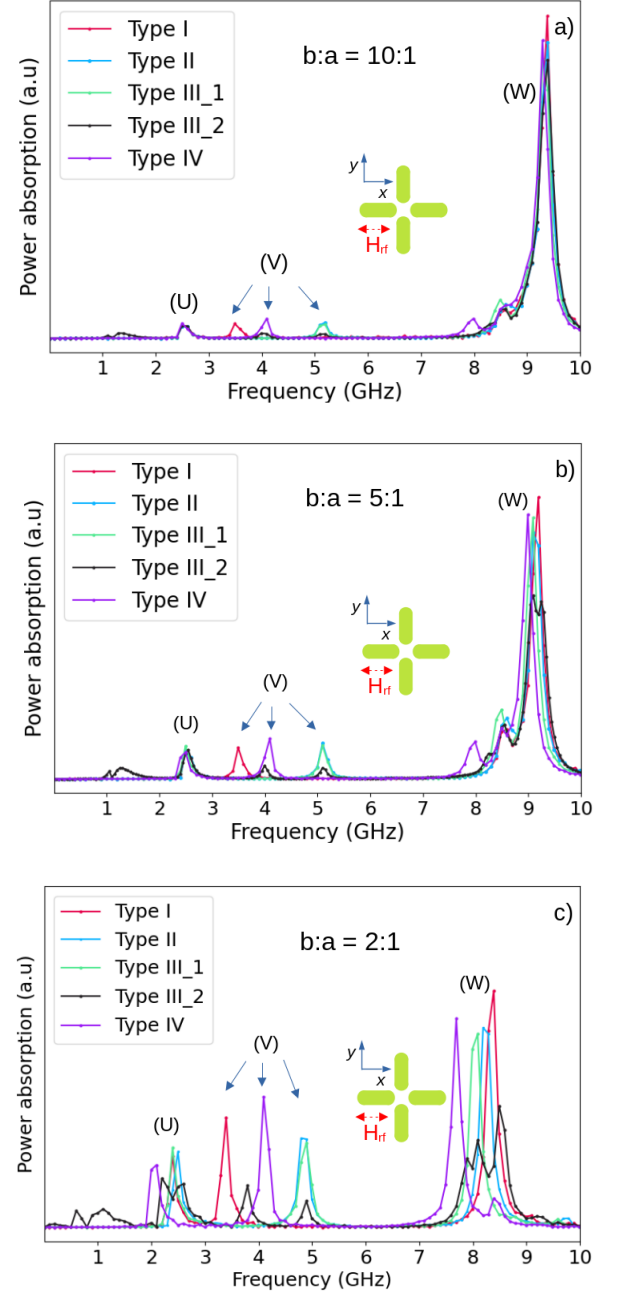 a)
Type I
Type II
Type III_1
Type III_2
Type IV
b:a = 10:1
(W)
y
x
H_rf
(V)
(U)
Power absorption (a.u)
1 2 3 4 5 6 7 8 9 10
Frequency (GHz)
b)
Type I
Type II
Type III_1
Type III_2
Type IV
b:a = 5:1
(W)
y
x
Hrf
(V)
(U)
Power absorption (a.u)
1 2 3 4 5 6 7 8 9 10
Frequency (GHz)
c)
Type I
Type II
Type III_1
Type III_2
Type IV
b:a = 2:1
(W)
(V)
y
x
Hrf
(U)
Power absorption (a.u)
1 2 3 4 5 6 7 8 9 10
Frequency (GHz)